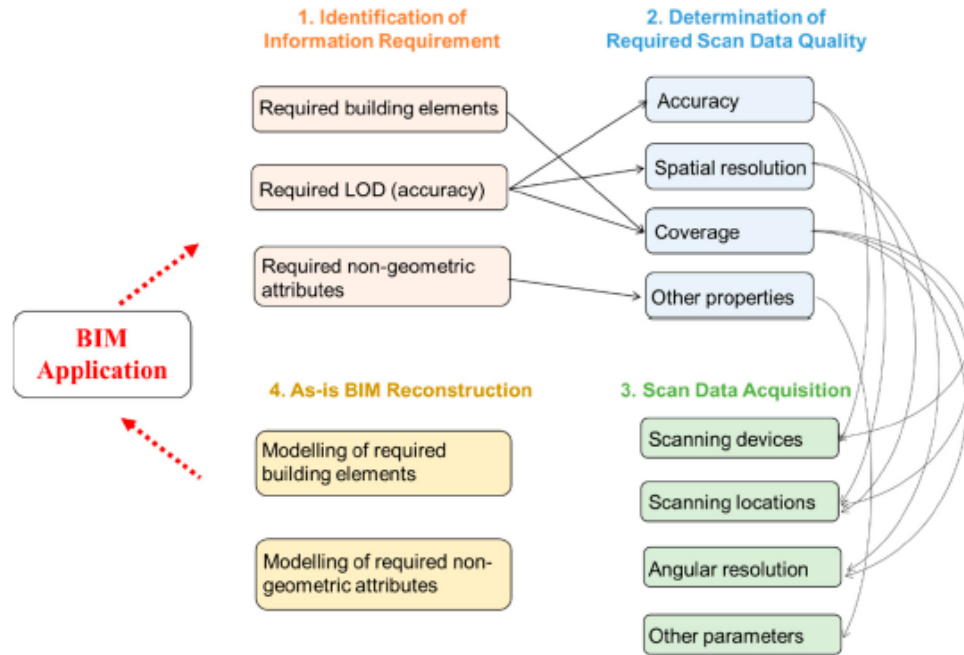 1. Identification of
Information Requirement
2. Determination of
Required Scan Data Quality
Required building elements
Required LOD (accuracy)
Required non-geometric
attributes
Accuracy
Spatial resolution
Coverage
Other properties
BIM
Application
4. As-is BIM Reconstruction
Modelling of required
building elements
Modelling of required non-
geometric attributes
3. Scan Data Acquisition
Scanning devices
Scanning locations
Angular resolution
Other parameters